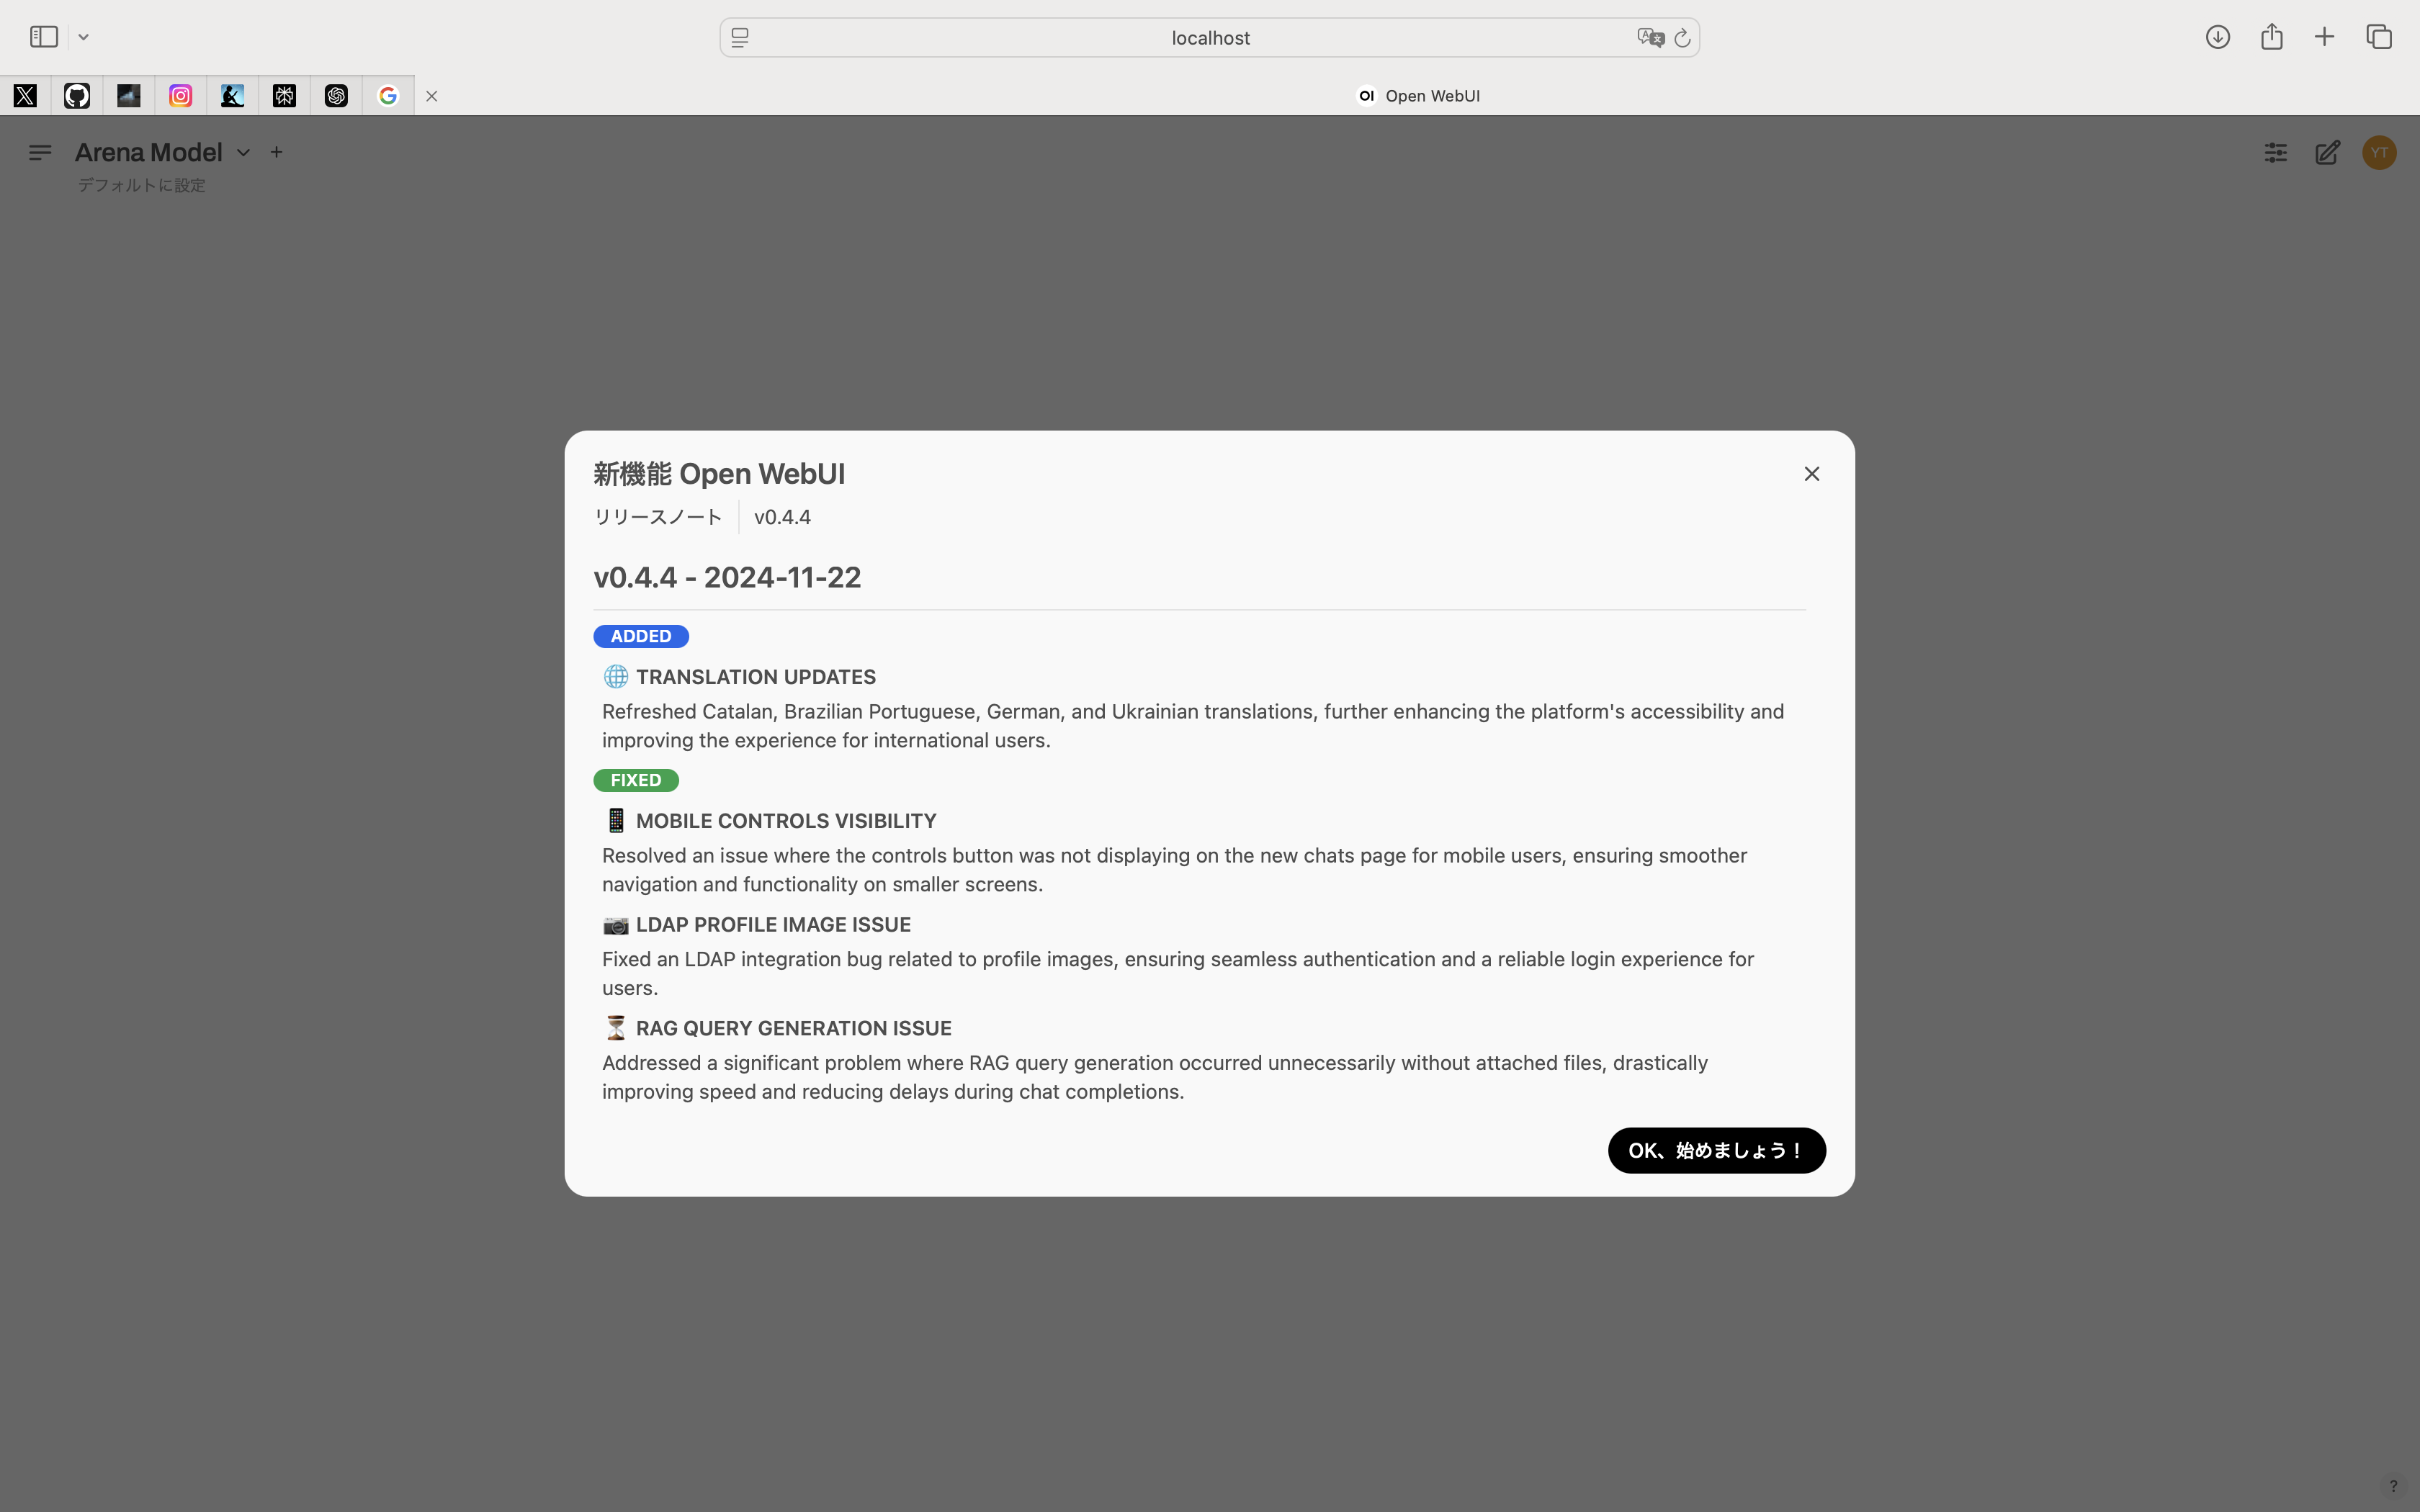 localhost
OI Open WebUI
Arena Model
デフォルトに設定
YT
新機能 Open WebUI
リリースノート v0.4.4
v0.4.4 - 2024-11-22
ADDED
🌐 TRANSLATION UPDATES
Refreshed Catalan, Brazilian Portuguese, German, and Ukrainian translations, further enhancing the platform's accessibility and
improving the experience for international users.
FIXED
📱 MOBILE CONTROLS VISIBILITY
Resolved an issue where the controls button was not displaying on the new chats page for mobile users, ensuring smoother
navigation and functionality on smaller screens.
📷 LDAP PROFILE IMAGE ISSUE
Fixed an LDAP integration bug related to profile images, ensuring seamless authentication and a reliable login experience for
users.
⏳ RAG QUERY GENERATION ISSUE
Addressed a significant problem where RAG query generation occurred unnecessarily without attached files, drastically
improving speed and reducing delays during chat completions.
OK、始めましょう！
?